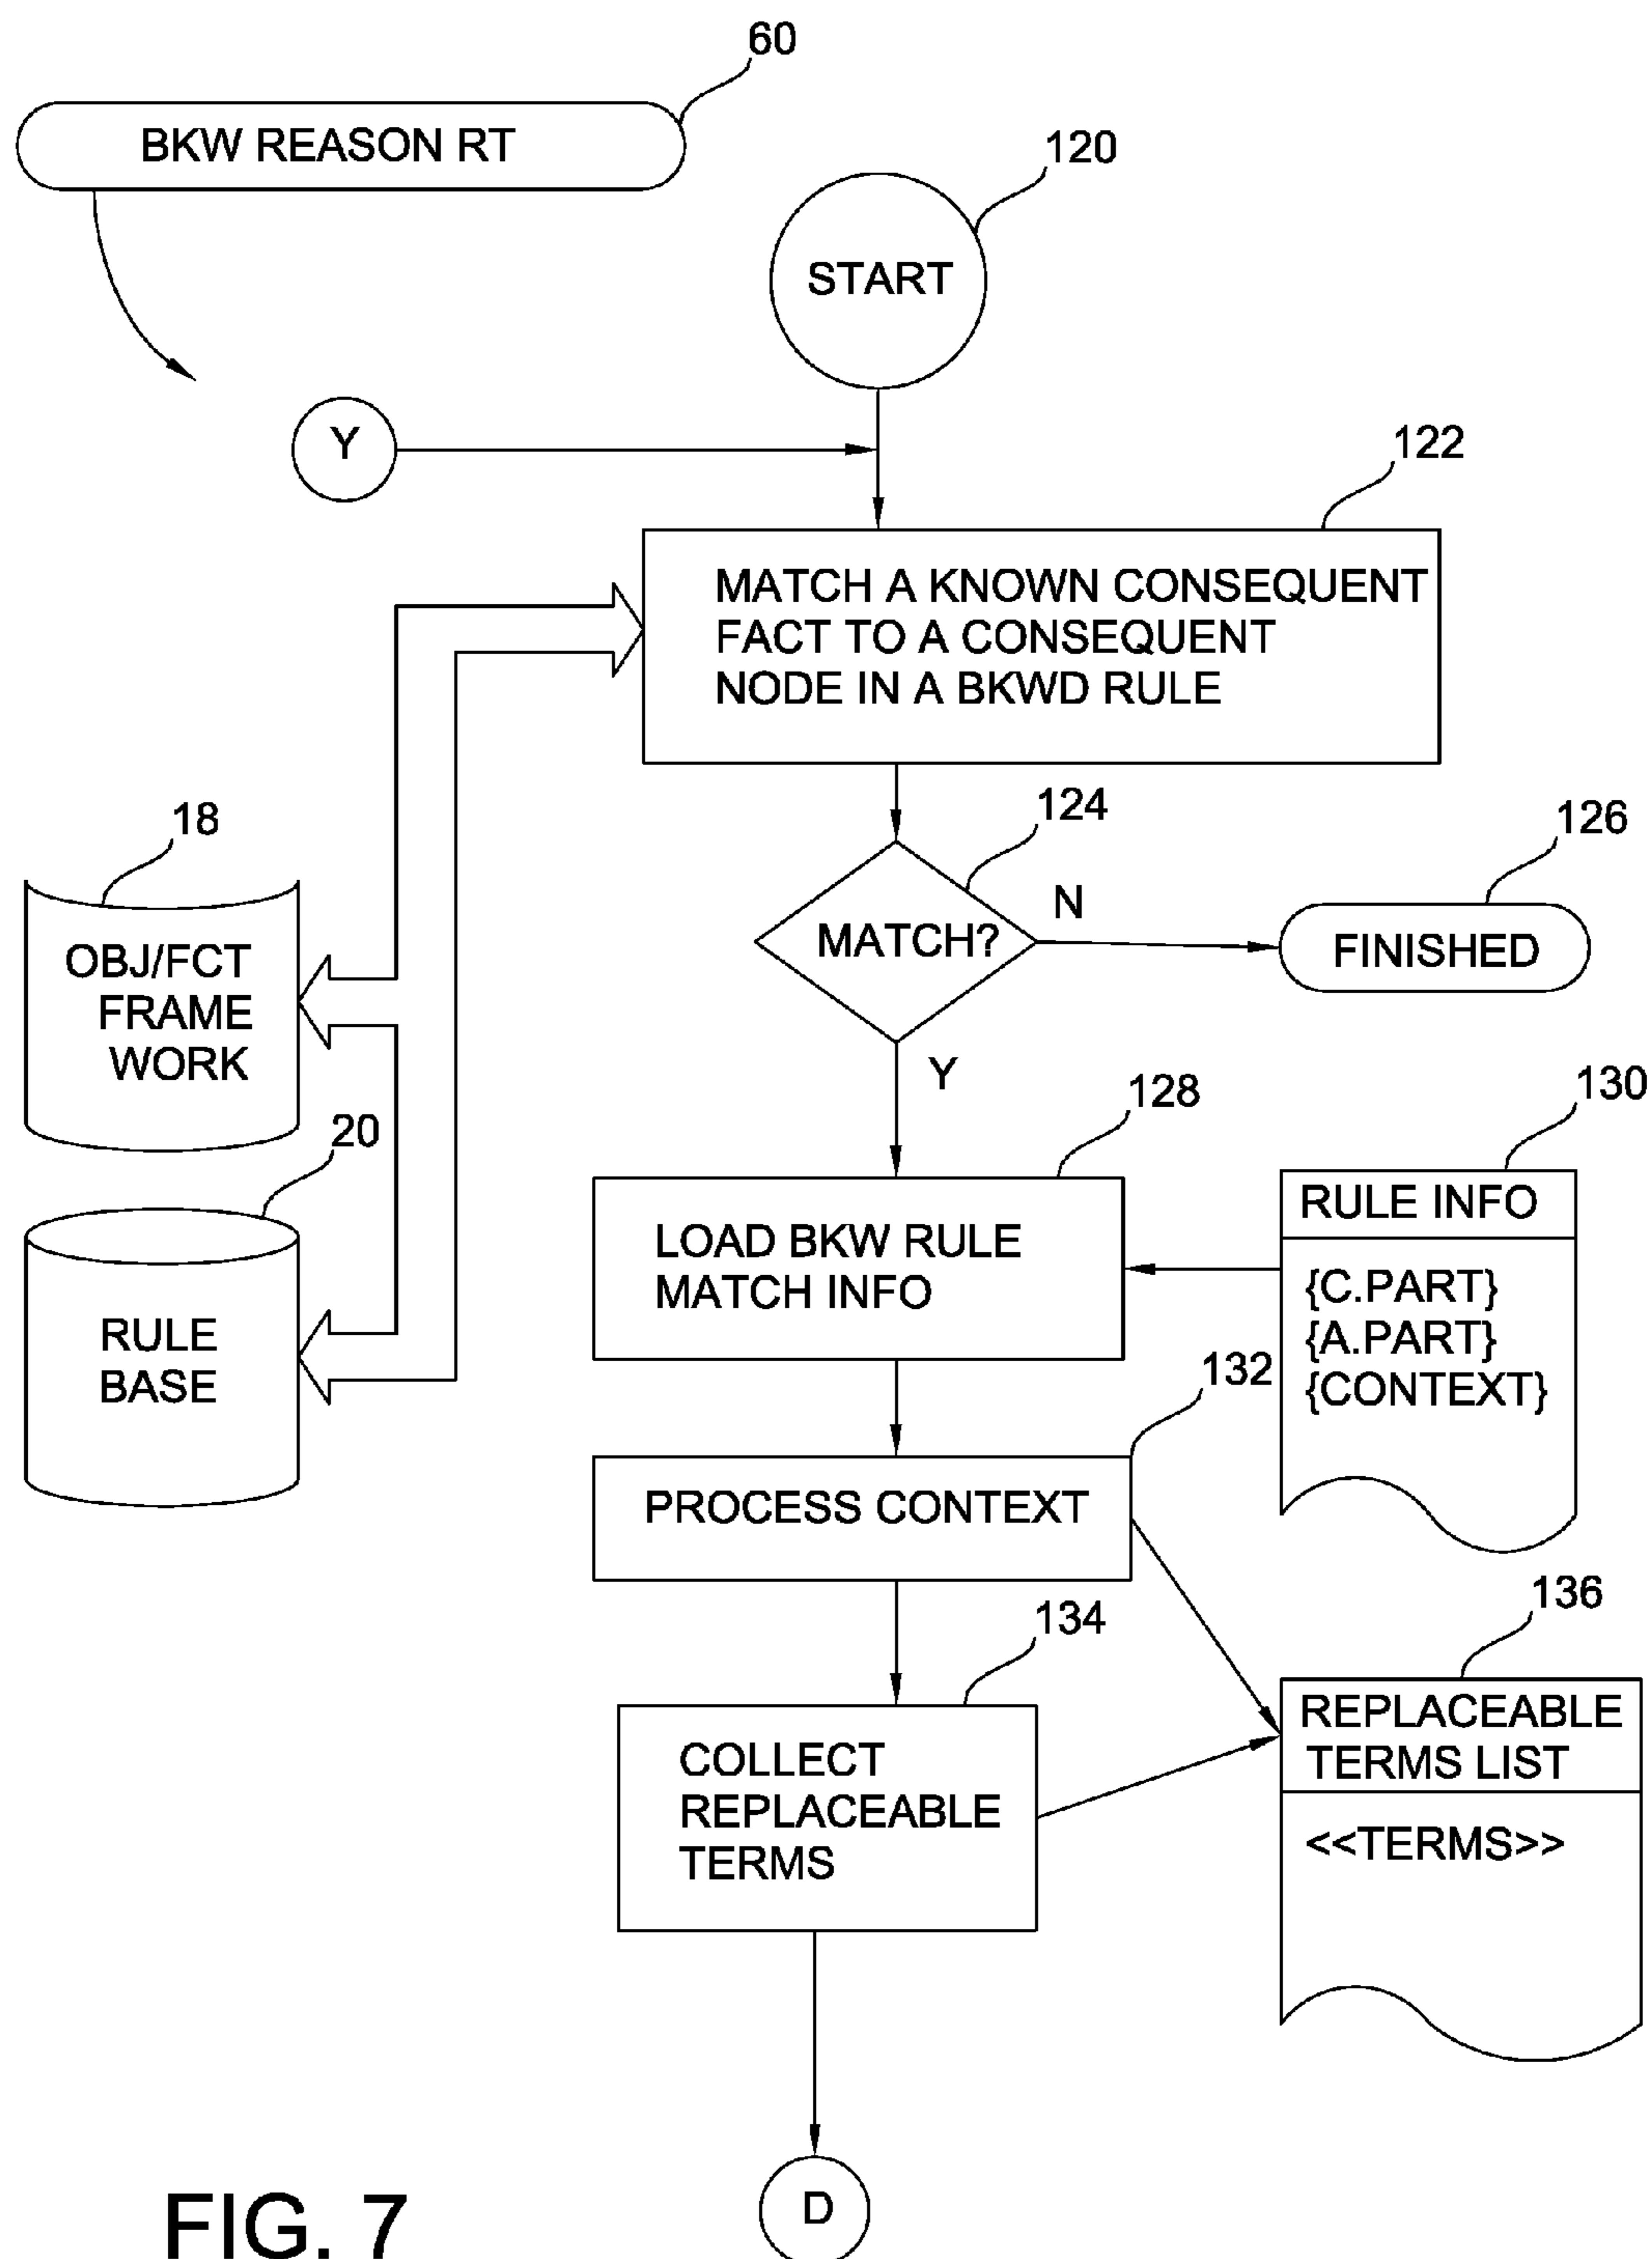 60
BKW REASON RT
120
START
Y
122
MATCH A KNOWN CONSEQUENT
FACT TO A CONSEQUENT
NODE IN A BKWD RULE
124
MATCH?
N
126
FINISHED
18
OBJ/FCT
FRAME
WORK
Y
20
RULE
BASE
128
LOAD BKW RULE
MATCH INFO
130
RULE INFO
{C.PART}
{A.PART}
{CONTEXT}
132
PROCESS CONTEXT
134
COLLECT
REPLACEABLE
TERMS
136
REPLACEABLE
TERMS LIST
<<TERMS>>
D
FIG. 7